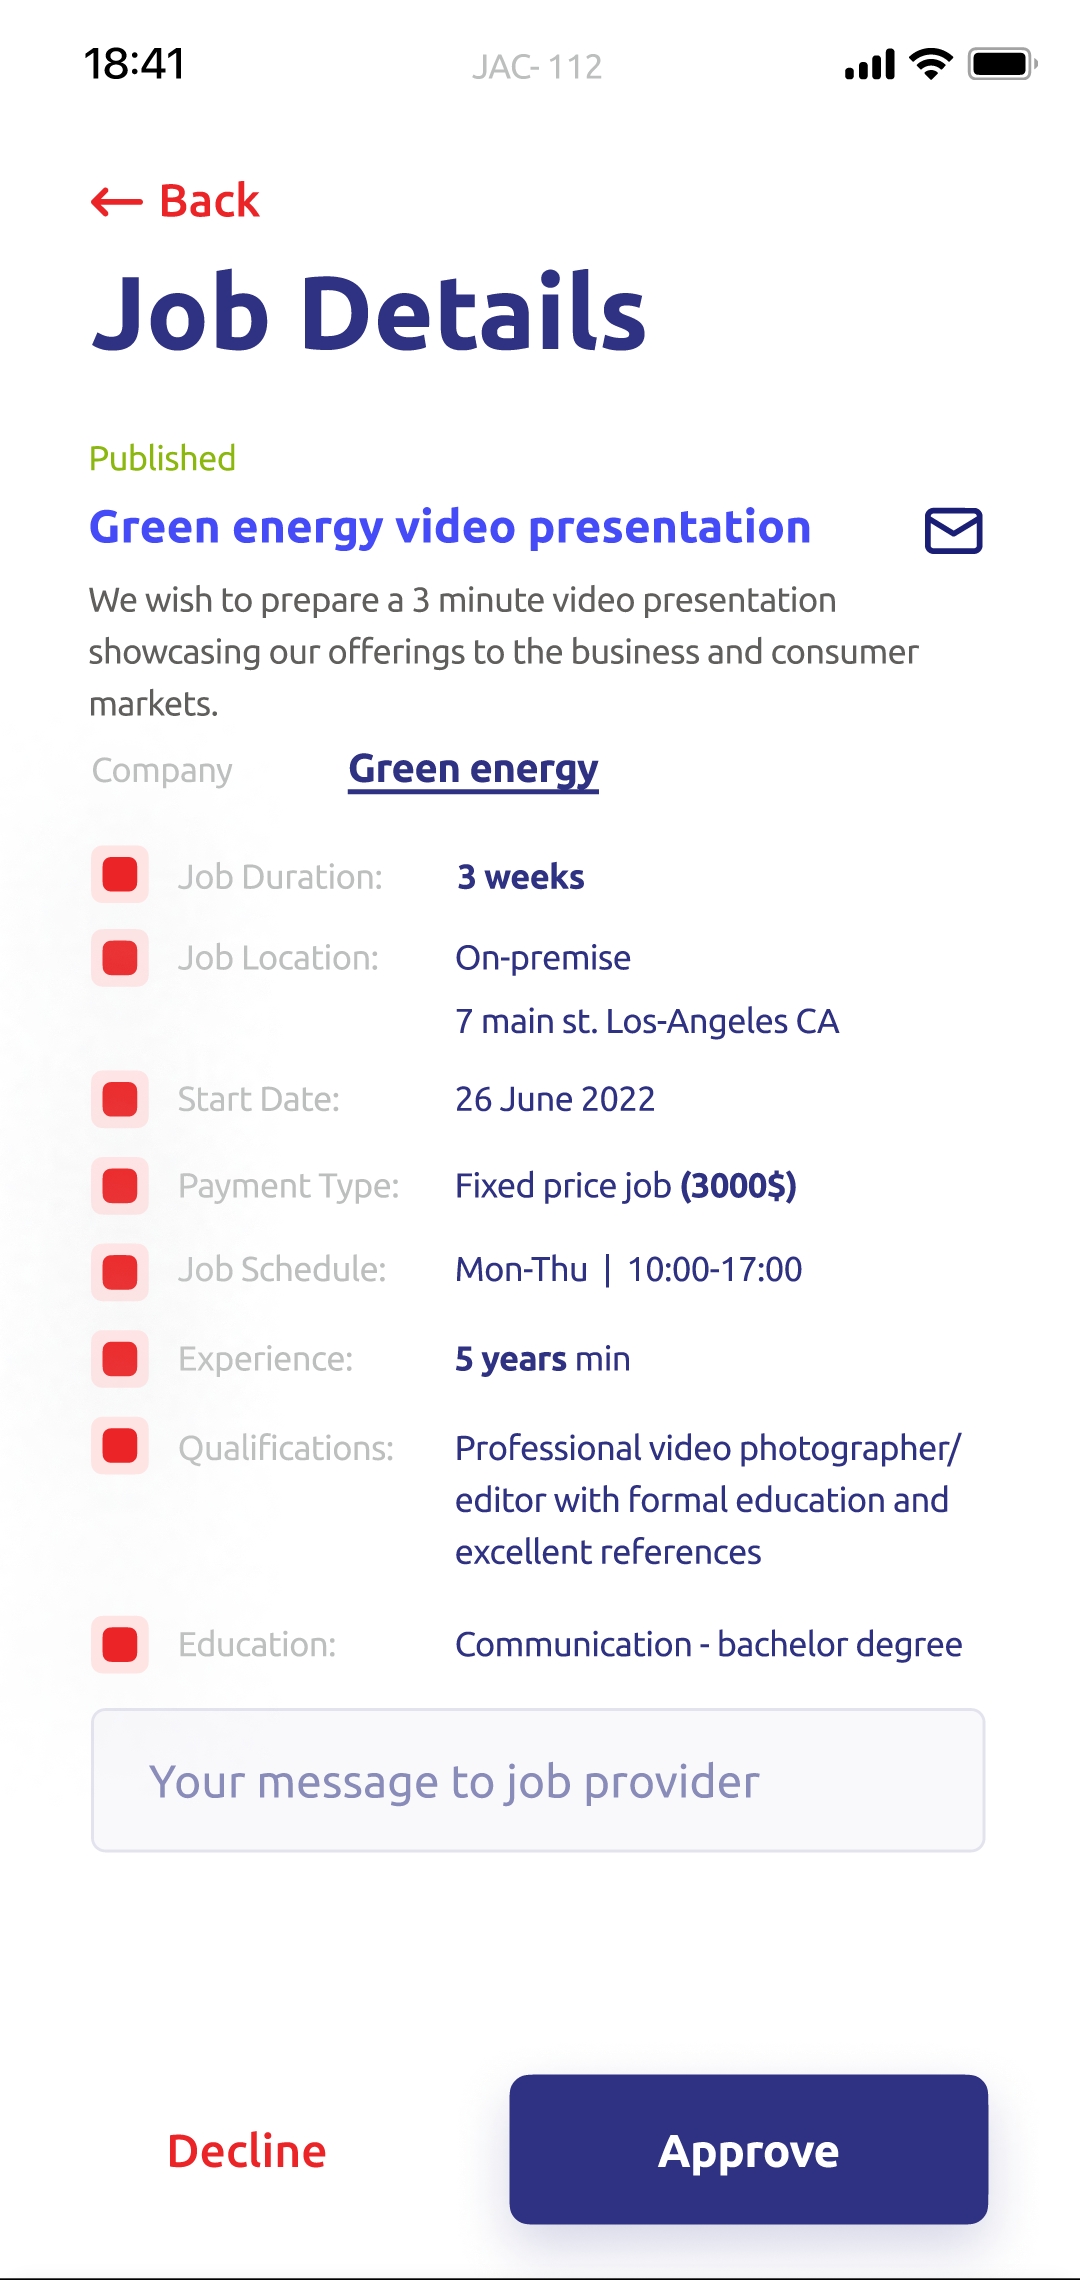 18:41
JAC- 112
Back
Job Details
Published
Green energy video presentation
We wish to prepare a 3 minute video presentation
showcasing our offerings to the business and consumer
markets.
Company Green energy
Job Duration: 3 weeks
Job Location: On-premise
7 main st. Los-Angeles CA
Start Date: 26 June 2022
Payment Type: Fixed price job (3000$)
Job Schedule: Mon-Thu | 10:00-17:00
Experience: 5 years min
Qualifications: Professional video photographer/
editor with formal education and
excellent references
Education: Communication - bachelor degree
Your message to job provider
Decline
Approve